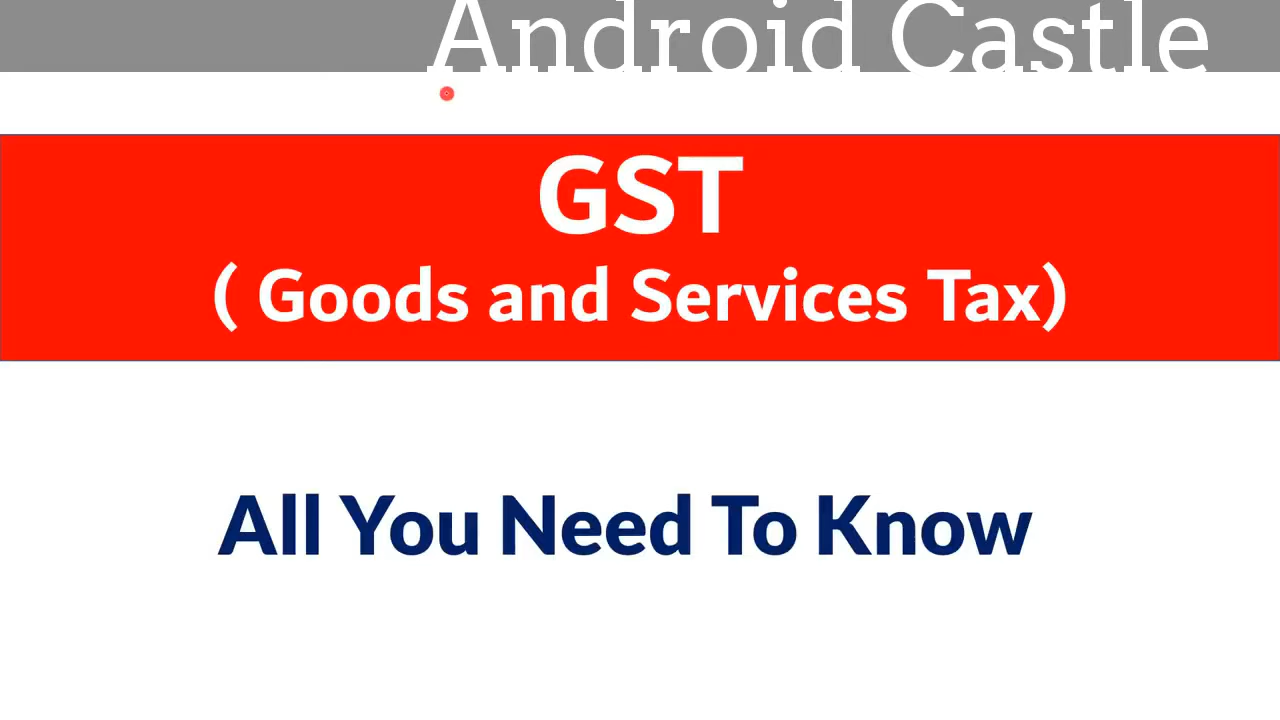 Android Castle
GST
( Goods and Services Tax)
All You Need To Know